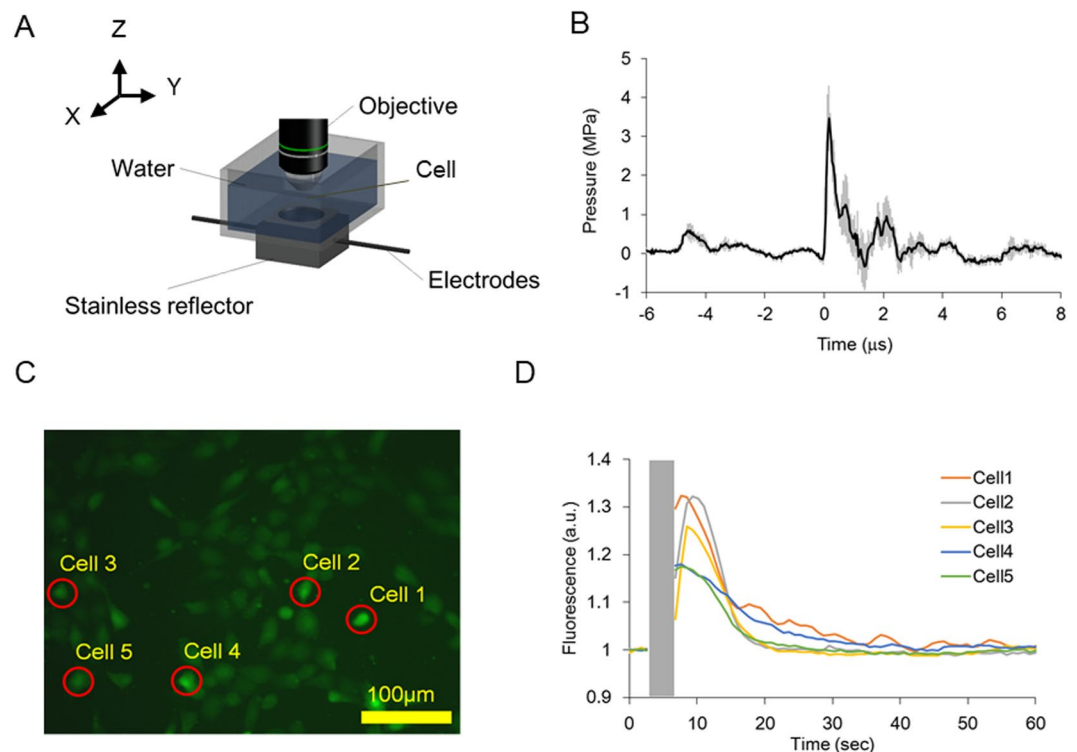 A
Z
X
Y
Objective
Water
Cell
Electrodes
Stainless reflector
B
5
4
3
2
1
0
-1
Pressure (MPa)
-6 -4 -2 0 2 4 6 8
Time (μs)
C
Cell 3
Cell 2
Cell 1
Cell 5
Cell 4
100μm
D
1.4
1.3
1.2
1.1
1
0.9
Fluorescence (a.u.)
Cell1
Cell2
Cell3
Cell4
Cell5
0 10 20 30 40 50 60
Time (sec)